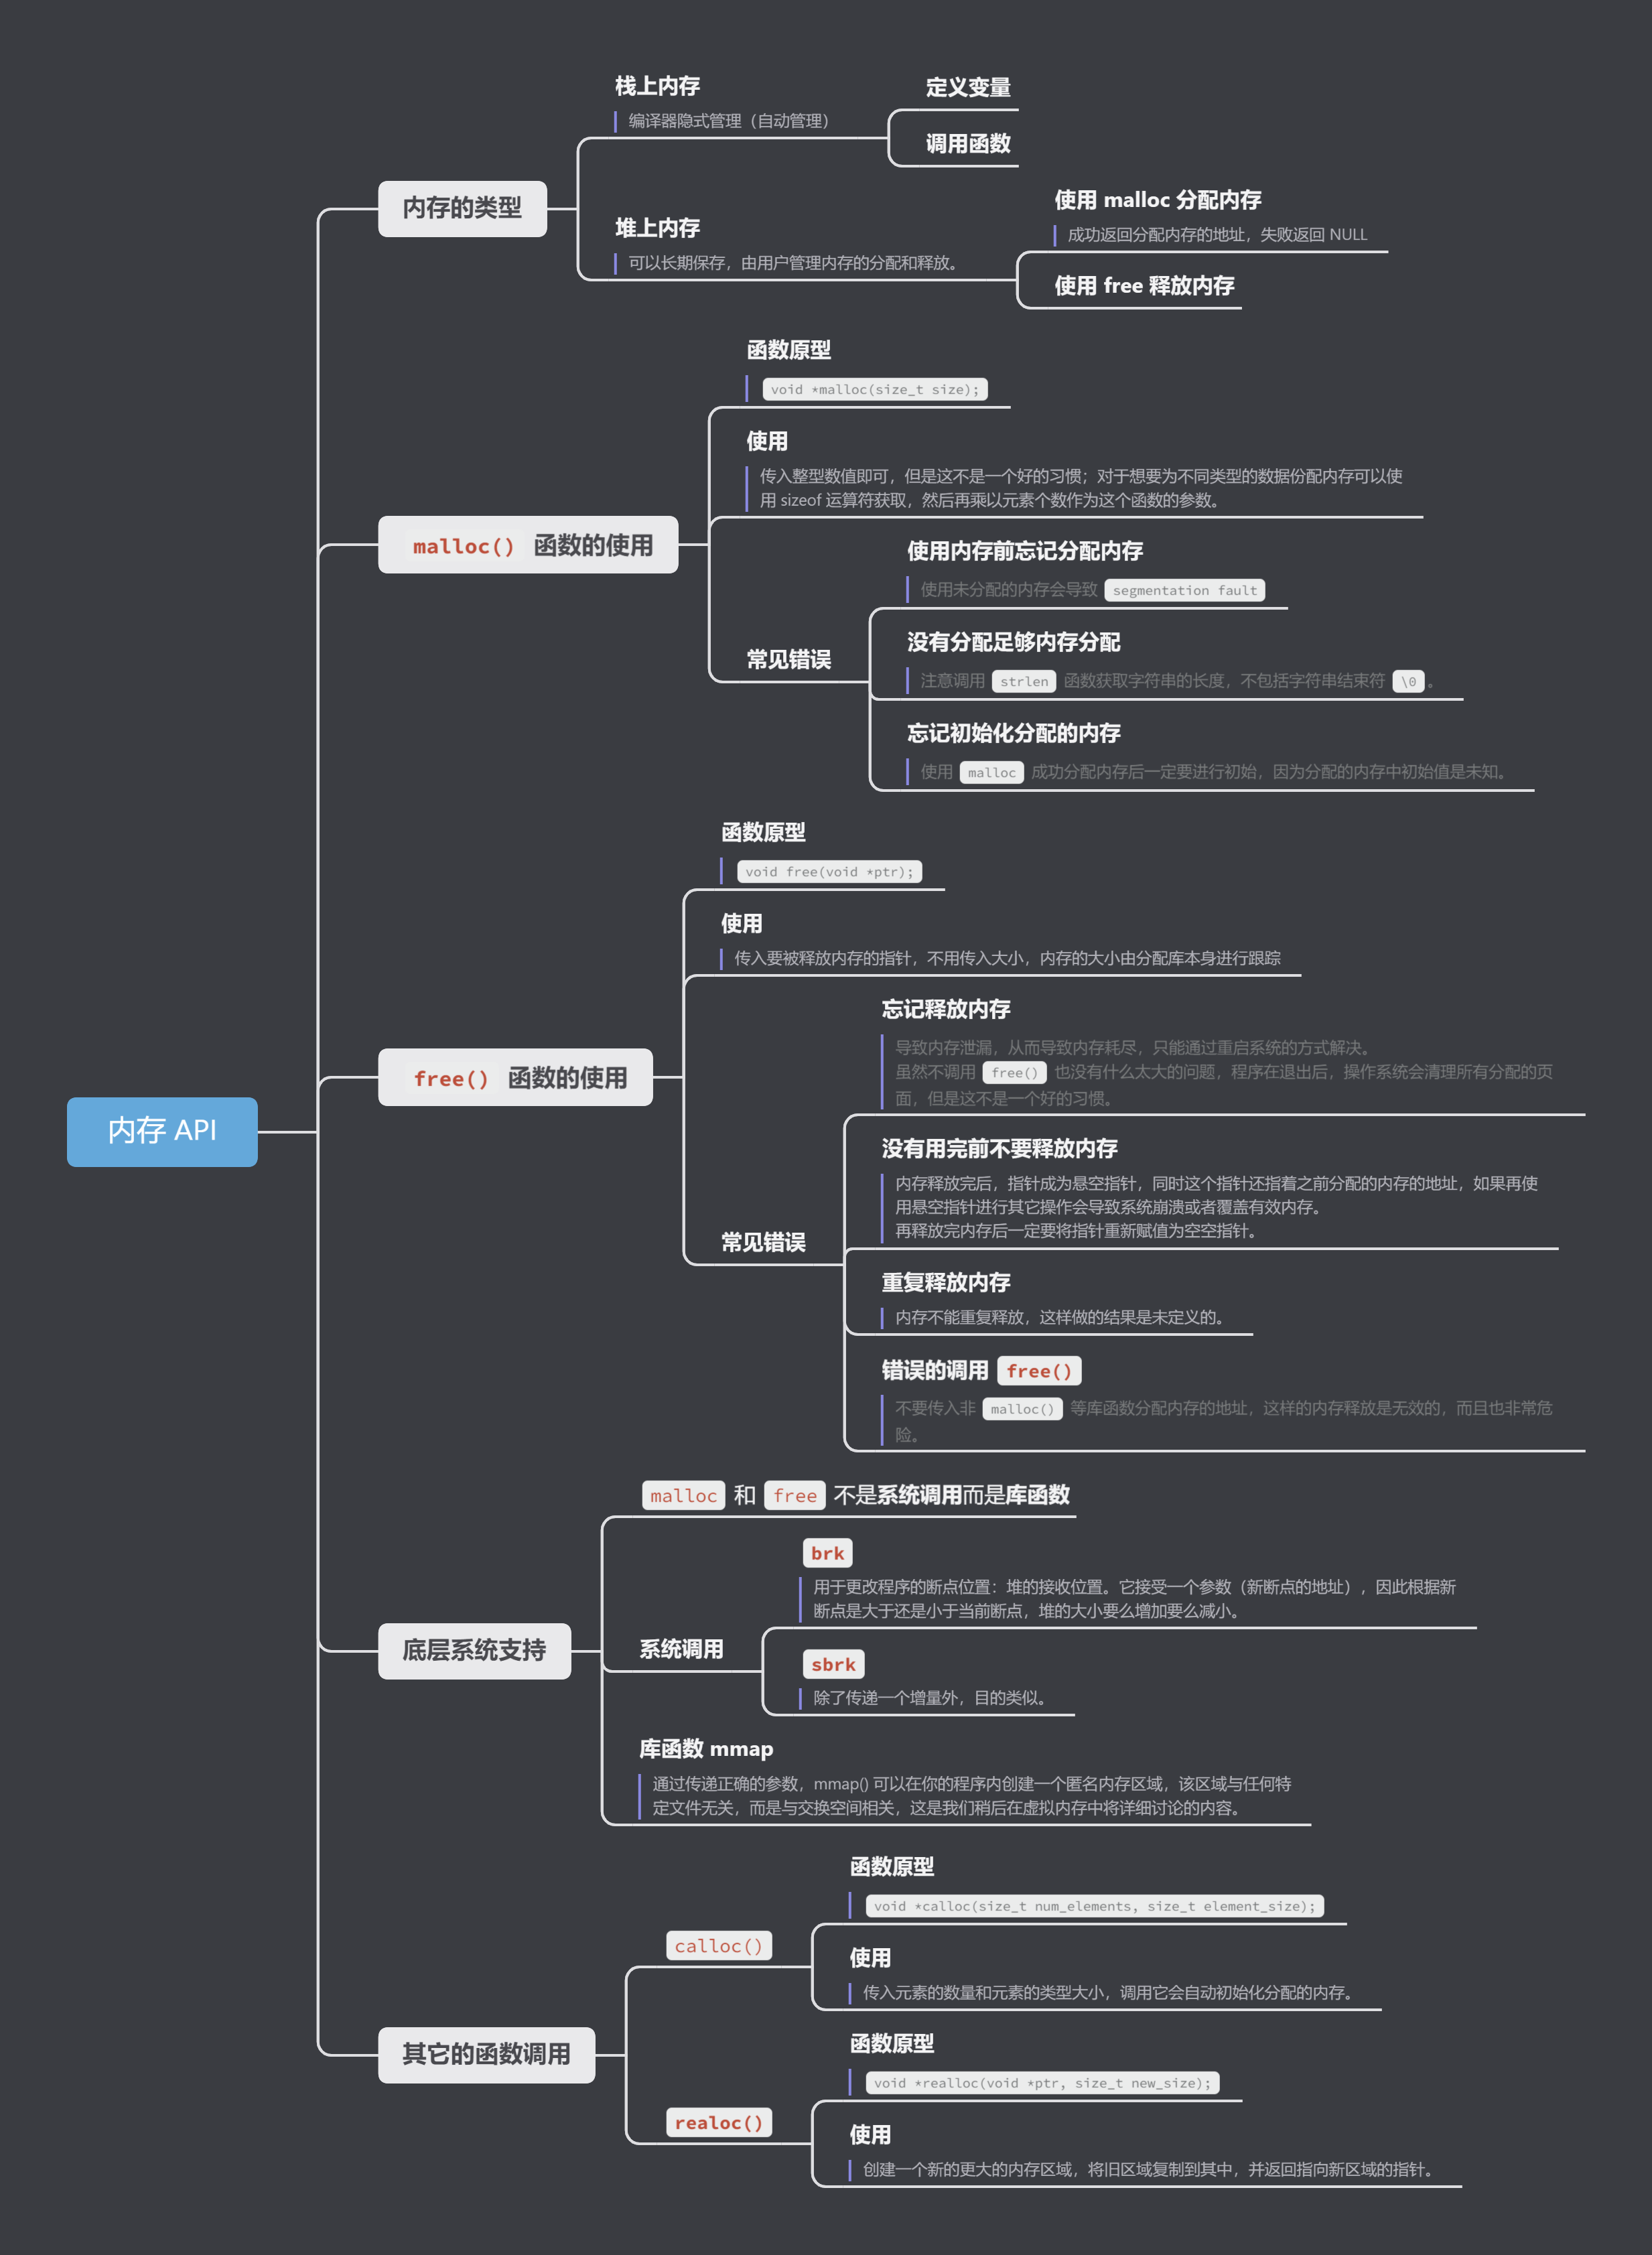 内存 API
内存的类型
栈上内存
编译器隐式管理（自动管理）
定义变量
调用函数
堆上内存
可以长期保存，由用户管理内存的分配和释放。
使用 malloc 分配内存
成功返回分配内存的地址，失败返回 NULL
使用 free 释放内存
malloc() 函数的使用
函数原型
void *malloc(size_t size);
使用
传入整型数值即可，但是这不是一个好的习惯；对于想要为不同类型的数据份配内存可以使
用 sizeof 运算符获取，然后再乘以元素个数作为这个函数的参数。
常见错误
使用内存前忘记分配内存
使用未分配的内存会导致 segmentation fault
没有分配足够内存分配
注意调用 strlen 函数获取字符串的长度，不包括字符串结束符 \0 。
忘记初始化分配的内存
使用 malloc 成功分配内存后一定要进行初始，因为分配的内存中初始值是未知。
free() 函数的使用
函数原型
void free(void *ptr);
使用
传入要被释放内存的指针，不用传入大小，内存的大小由分配库本身进行跟踪
常见错误
忘记释放内存
导致内存泄漏，从而导致内存耗尽，只能通过重启系统的方式解决。
虽然不调用 free() 也没有什么太大的问题，程序在退出后，操作系统会清理所有分配的页
面，但是这不是一个好的习惯。
没有用完前不要释放内存
内存释放完后，指针成为悬空指针，同时这个指针还指着之前分配的内存的地址，如果再使
用悬空指针进行其它操作会导致系统崩溃或者覆盖有效内存。
再释放完内存后一定要将指针重新赋值为空空指针。
重复释放内存
内存不能重复释放，这样做的结果是未定义的。
错误的调用 free()
不要传入非 malloc() 等库函数分配内存的地址，这样的内存释放是无效的，而且也非常危
险。
底层系统支持
malloc 和 free 不是系统调用而是库函数
系统调用
brk
用于更改程序的断点位置：堆的接收位置。它接受一个参数（新断点的地址），因此根据新
断点是大于还是小于当前断点，堆的大小要么增加要么减小。
sbrk
除了传递一个增量外，目的类似。
库函数 mmap
通过传递正确的参数，mmap() 可以在你的程序内创建一个匿名内存区域，该区域与任何特
定文件无关，而是与交换空间相关，这是我们稍后在虚拟内存中将详细讨论的内容。
其它的函数调用
calloc()
函数原型
void *calloc(size_t num_elements, size_t element_size);
使用
传入元素的数量和元素的类型大小，调用它会自动初始化分配的内存。
realoc()
函数原型
void *realloc(void *ptr, size_t new_size);
使用
创建一个新的更大的内存区域，将旧区域复制到其中，并返回指向新区域的指针。